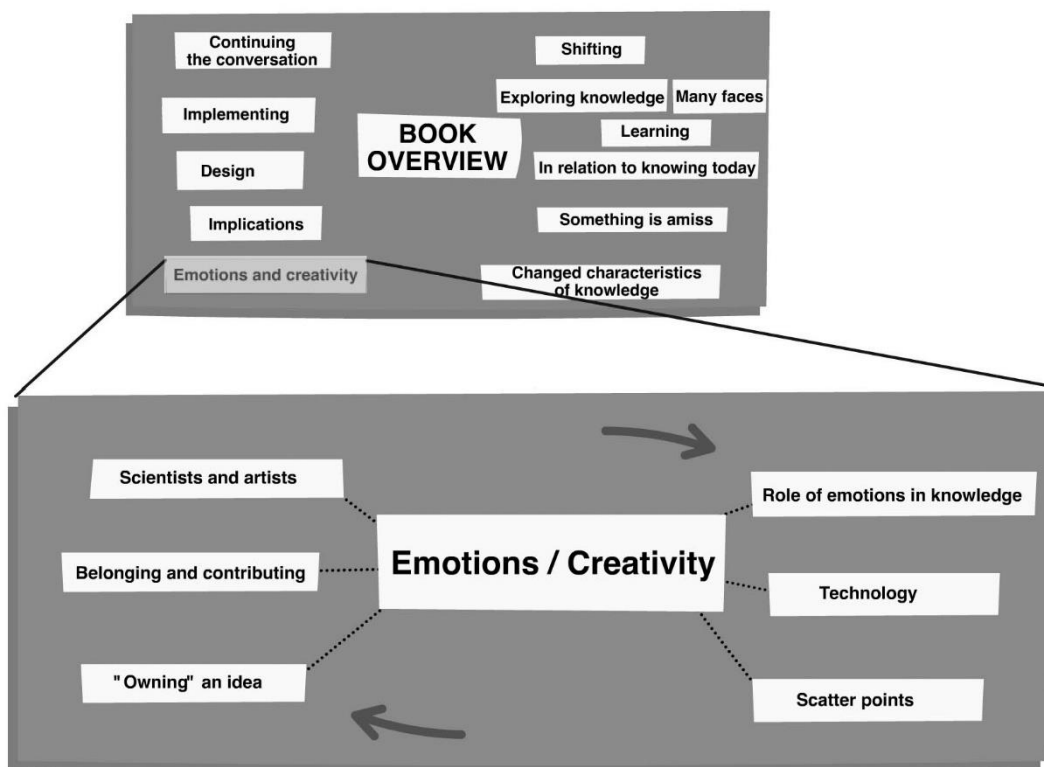 Continuing
the conversation
Implementing
Design
Implications
Emotions and creativity
BOOK
OVERVIEW
Shifting
Exploring knowledge
Many faces
Learning
In relation to knowing today
Something is amiss
Changed characteristics
of knowledge
Scientists and artists
Belonging and contributing
"Owning" an idea
Emotions / Creativity
Role of emotions in knowledge
Technology
Scatter points